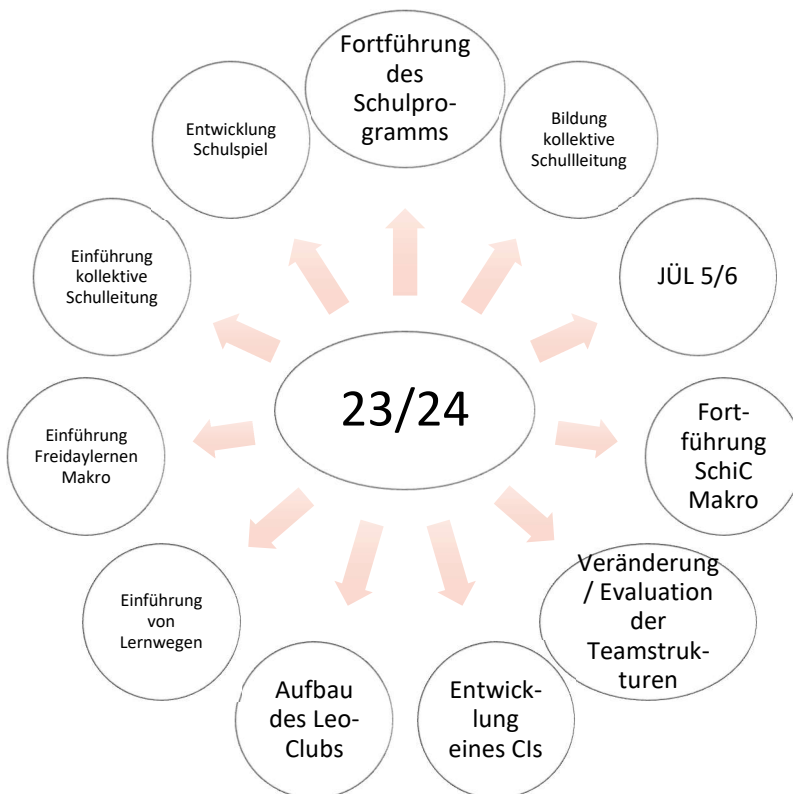 Fortführung
des
Schulpro-
gramms
Bildung
kollektive
Schullleitung
JÜL 5/6
Fort-
führung
SchiC
Makro
Veränderung
/ Evaluation
der
Teamstruk-
turen
Entwick-
lung
eines CIs
Aufbau
des Leo-
Clubs
Einführung
von
Lernwegen
Einführung
Freidaylernen
Makro
Einführung
kollektive
Schulleitung
Entwicklung
Schulspiel
23/24